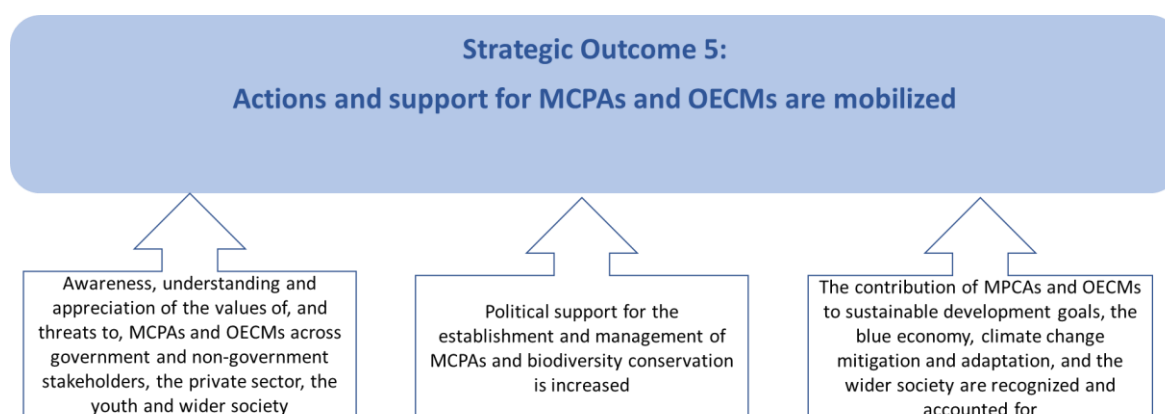 Strategic Outcome 5:
Actions and support for MCPAs and OECMs are mobilized
Awareness, understanding and
appreciation of the values of, and
threats to, MCPAs and OECMs across
government and non-government
stakeholders, the private sector, the
youth and wider society
Political support for the
establishment and management of
MCPAs and biodiversity conservation
is increased
The contribution of MPCAs and OECMs
to sustainable development goals, the
blue economy, climate change
mitigation and adaptation, and the
wider society are recognized and
accounted for